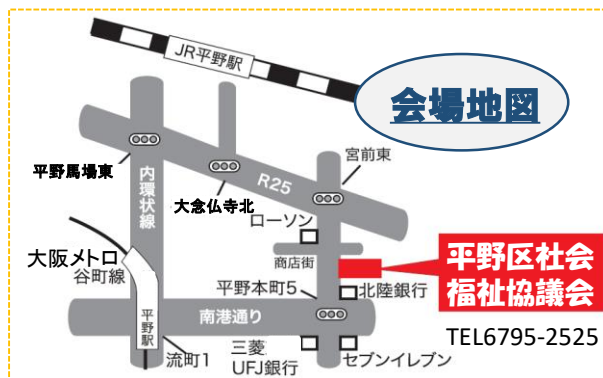 JR平野駅
会場地図
平野馬場東
内環状線
大念仏寺北
R25
宮前東
ローソン
商店街
大阪メトロ
谷町線
平野駅
平野本町5
北陸銀行
平野区社会
福祉協議会
TEL6795-2525
南港通り
流町1
三菱
UFJ銀行
セブンイレブン